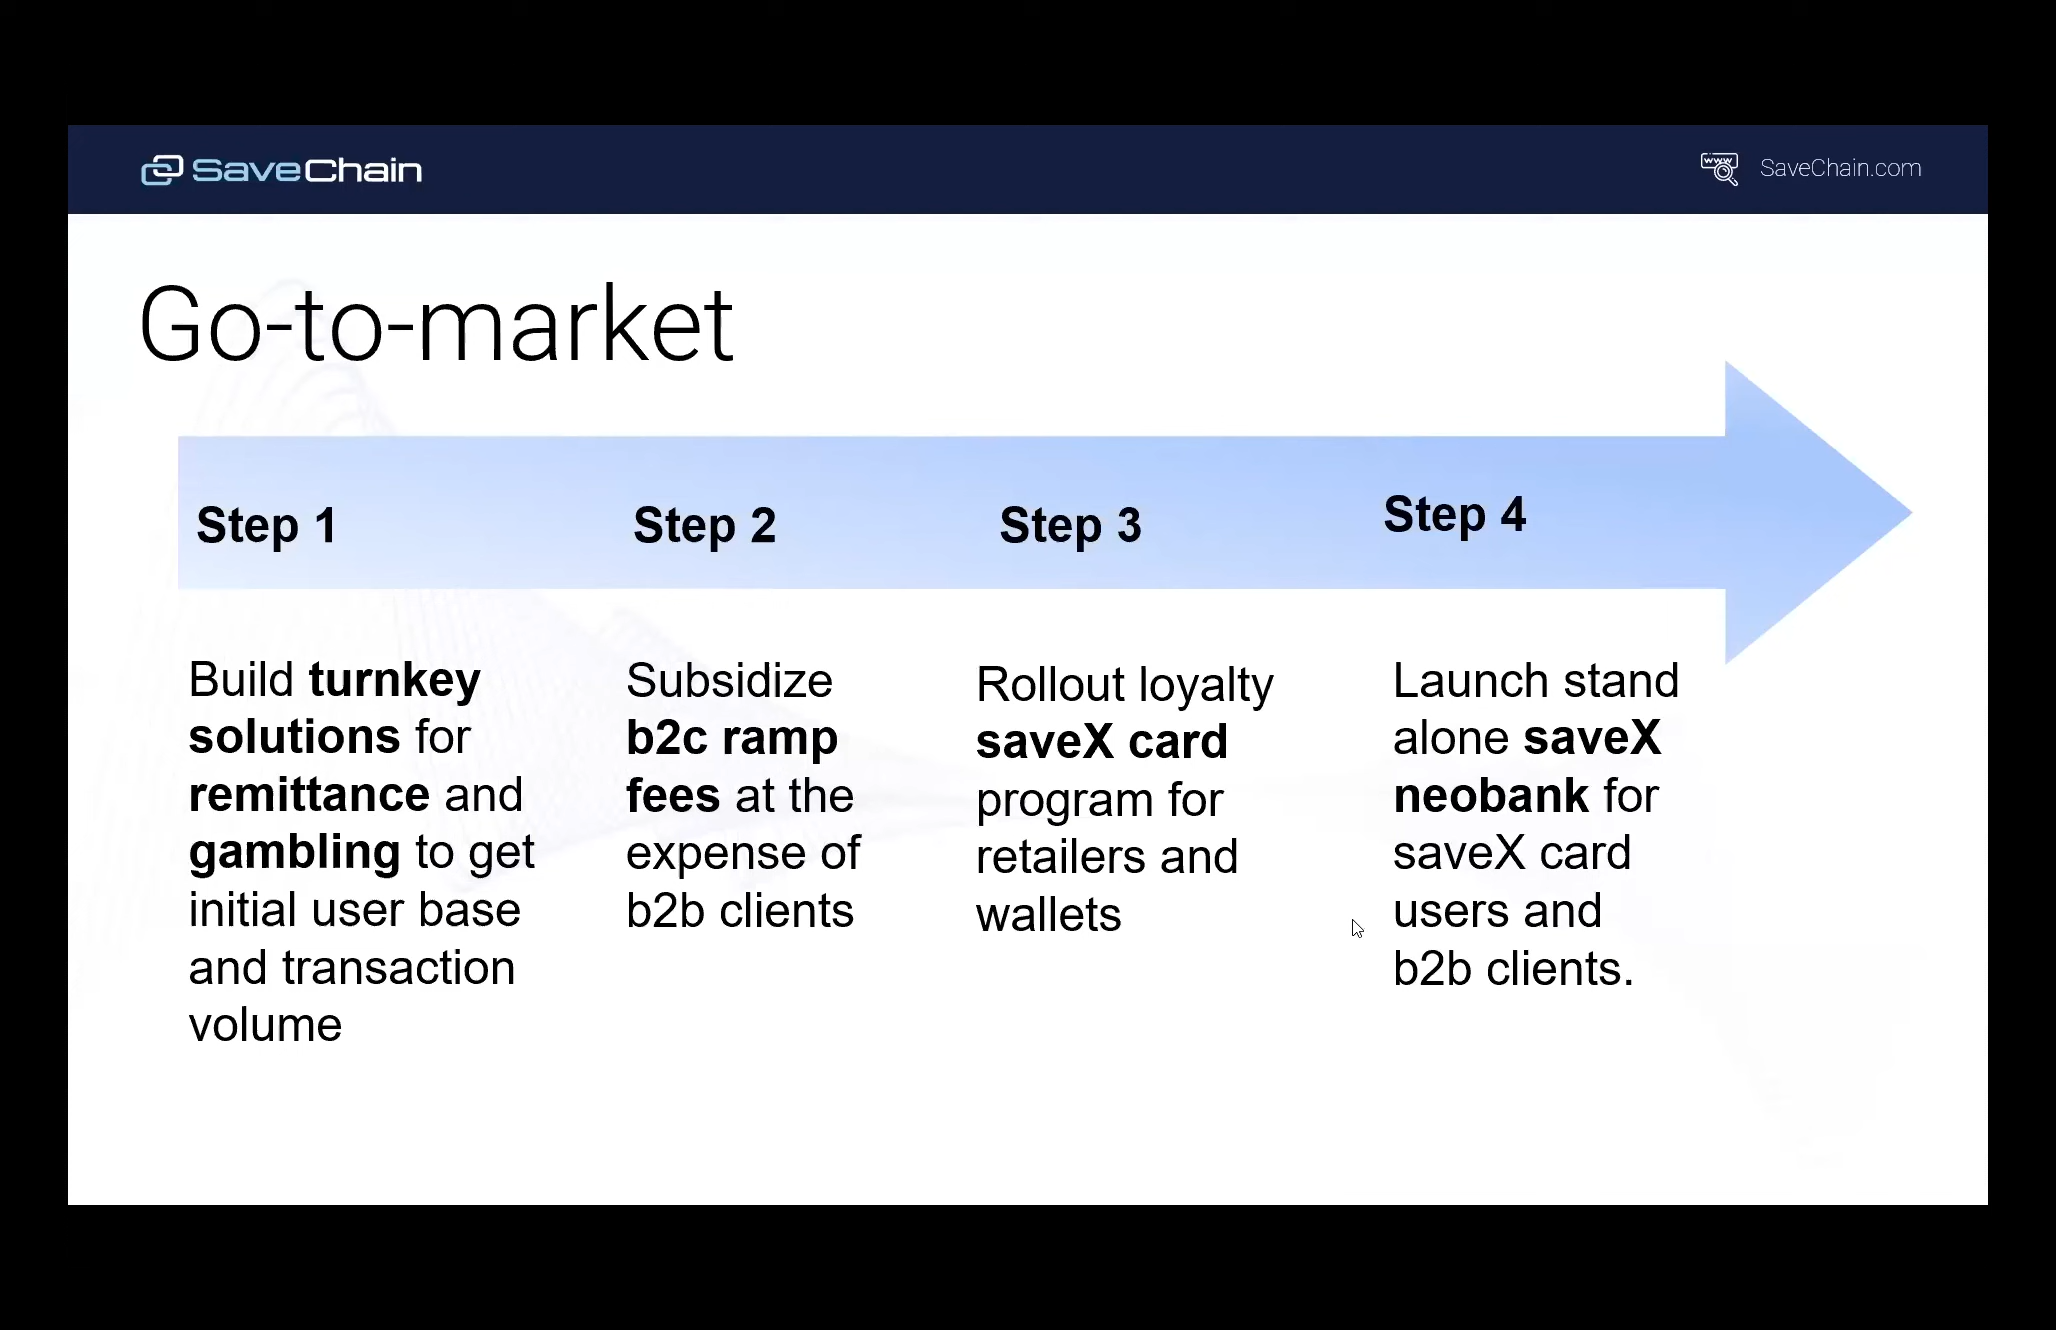 SaveChain
www
SaveChain.com
Go-to-market
Step 1
Step 2
Step 3
Step 4
Build turnkey
solutions for
remittance and
gambling to get
initial user base
and transaction
volume
Subsidize
b2c ramp
fees at the
expense of
b2b clients
Rollout loyalty
saveX card
program for
retailers and
wallets
Launch stand
alone saveX
neobank for
saveX card
users and
b2b clients.